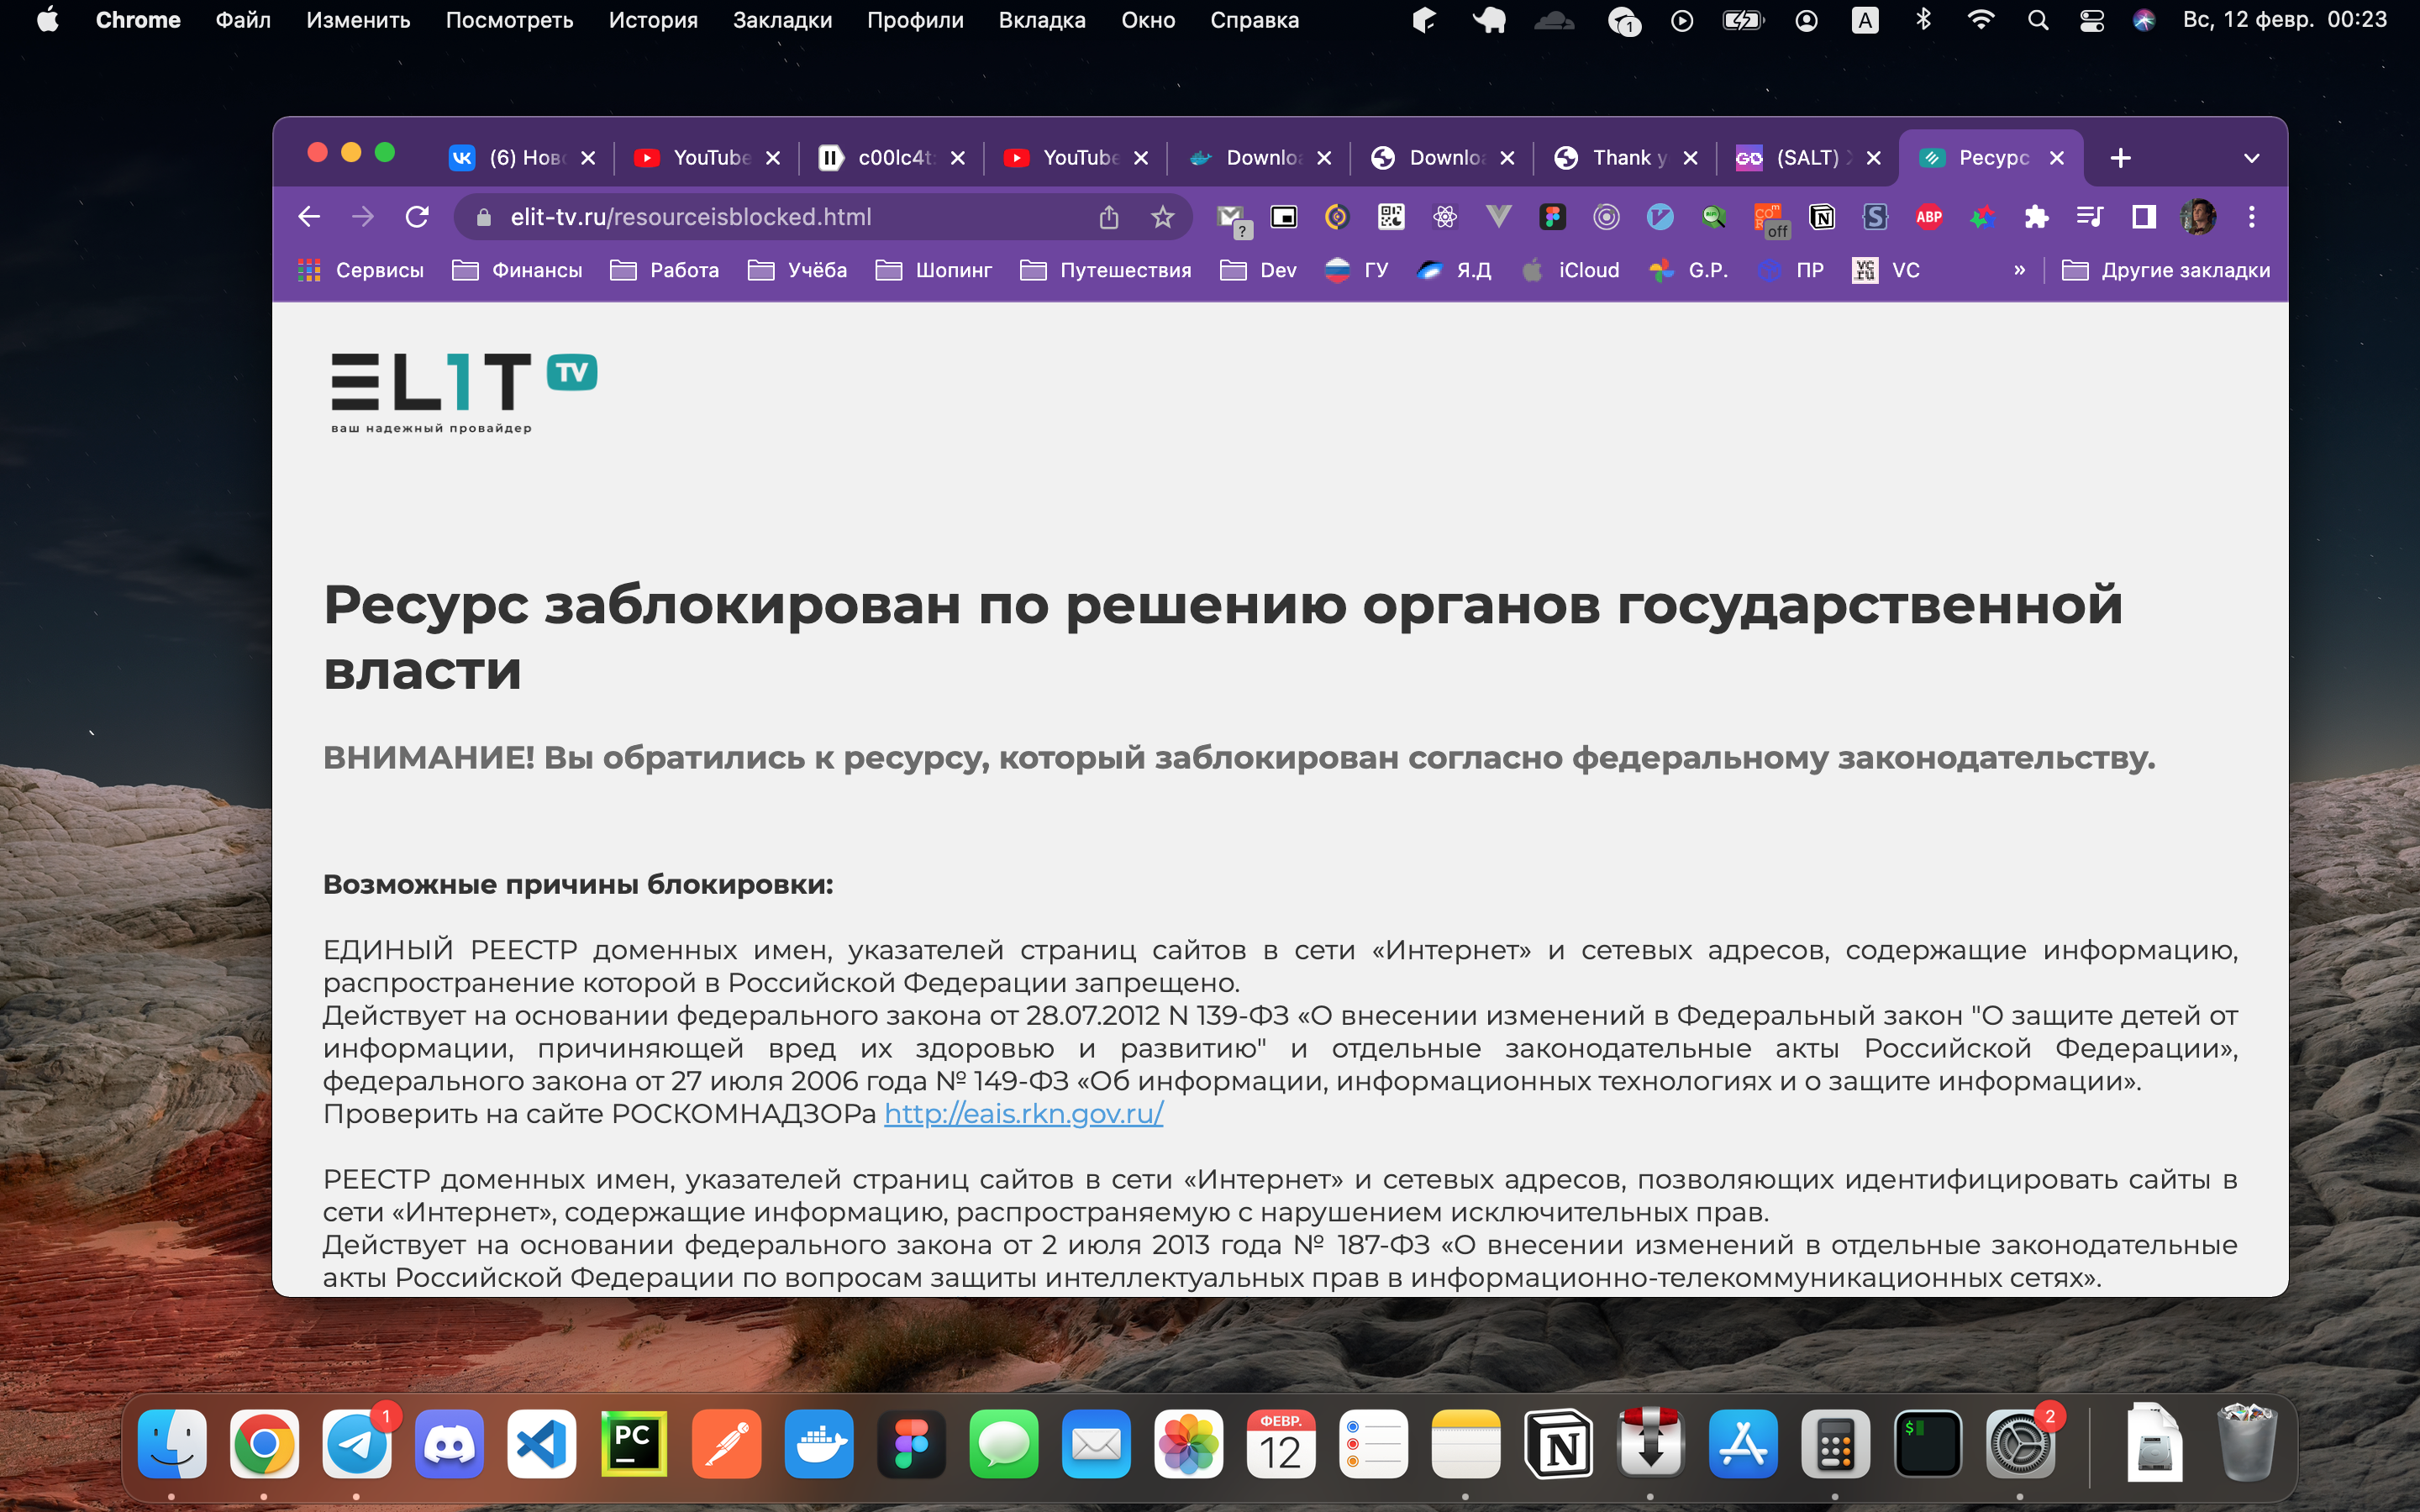 Chrome Файл Изменить Посмотреть История Закладки Профили Вкладка Окно Справка 1 A Вс, 12 февр. 00:23
(6) Ново YouTube c00lc4t YouTube Downlo Downlo Thank y (SALT) Ресурс
elit-tv.ru/resourceisblocked.html ? off ABP
Сервисы Финансы Работа Учёба Шопинг Путешествия Dev ГУ Я.Д iCloud G.P. ПР VC » Другие закладки
EL1T TV
ваш надежный провайдер
Ресурс заблокирован по решению органов государственной
власти
ВНИМАНИЕ! Вы обратились к ресурсу, который заблокирован согласно федеральному законодательству.
Возможные причины блокировки:
ЕДИНЫЙ РЕЕСТР доменных имен, указателей страниц сайтов в сети «Интернет» и сетевых адресов, содержащие информацию,
распространение которой в Российской Федерации запрещено.
Действует на основании федерального закона от 28.07.2012 N 139-ФЗ «О внесении изменений в Федеральный закон "О защите детей от
информации, причиняющей вред их здоровью и развитию" и отдельные законодательные акты Российской Федерации»,
федерального закона от 27 июля 2006 года № 149-ФЗ «Об информации, информационных технологиях и о защите информации».
Проверить на сайте РОСКОМНАДЗОРа http://eais.rkn.gov.ru/
РЕЕСТР доменных имен, указателей страниц сайтов в сети «Интернет» и сетевых адресов, позволяющих идентифицировать сайты в
сети «Интернет», содержащие информацию, распространяемую с нарушением исключительных прав.
Действует на основании федерального закона от 2 июля 2013 года № 187-ФЗ «О внесении изменений в отдельные законодательные
акты Российской Федерации по вопросам защиты интеллектуальных прав в информационно-телекоммуникационных сетях».
1 PC ФЕВР. 12 $ 2